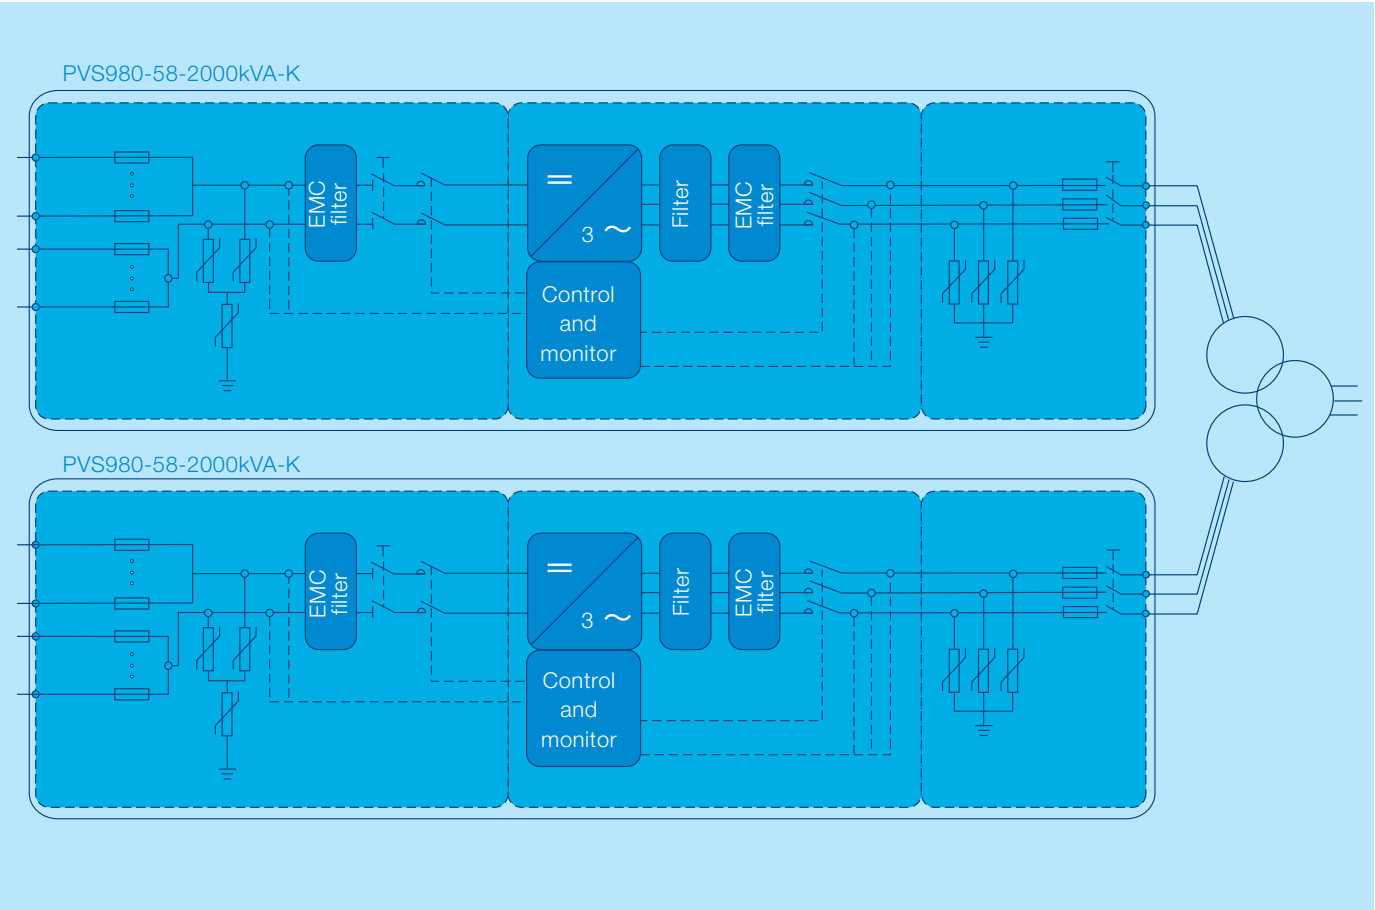 PVS980-58-2000kVA-K
EMC
filter
3
Filter
EMC
filter
Control
and
monitor
PVS980-58-2000kVA-K
EMC
filter
3
Filter
EMC
filter
Control
and
monitor